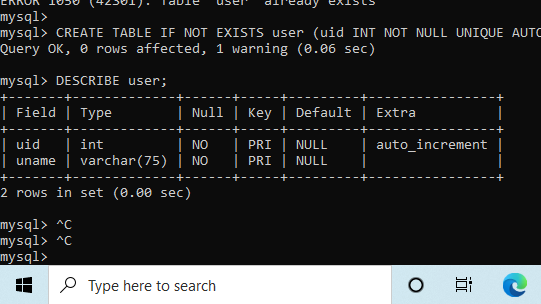 ERROR 1050 (42S01): Table 'user' already exists
mysql>
mysql> CREATE TABLE IF NOT EXISTS user (uid INT NOT NULL UNIQUE AUTO
Query OK, 0 rows affected, 1 warning (0.06 sec)
mysql> DESCRIBE user;
+-------+-------------+------+-----+---------+----------------+
| Field | Type        | Null | Key | Default | Extra          |
+-------+-------------+------+-----+---------+----------------+
| uid   | int         | NO   | PRI | NULL    | auto_increment |
| uname | varchar(75) | NO   | PRI | NULL    |                |
+-------+-------------+------+-----+---------+----------------+
2 rows in set (0.00 sec)
mysql> ^C
mysql> ^C
mysql>
Type here to search